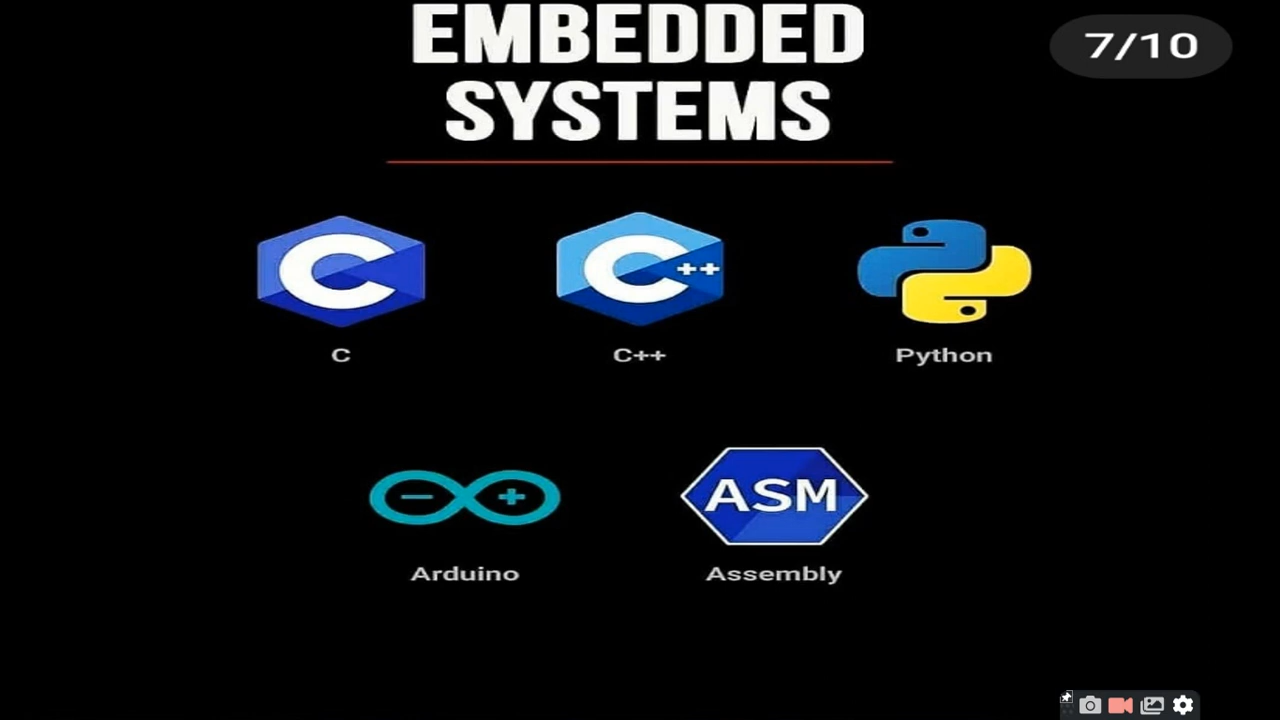 EMBEDDED
SYSTEMS
7/10
C
C++
C
C++
Python
ASM
Arduino
Assembly